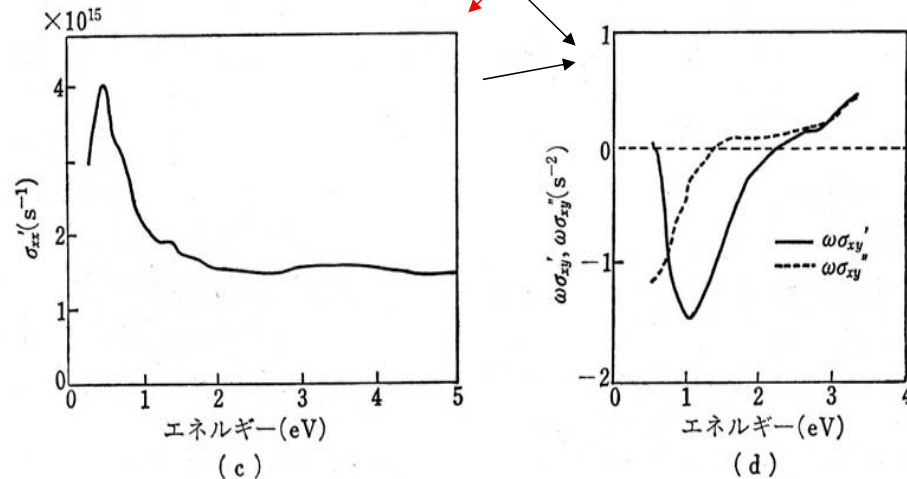 ×10¹⁵
σxx'(s⁻¹)
4
2
1
0
0 1 2 3 4 5
エネルギー(eV)
(c)
ωσxy', ωσxy''(s⁻²)
1
0
−1
−2
ωσxy'
ωσxy''
0 1 2 3 4
エネルギー(eV)
(d)